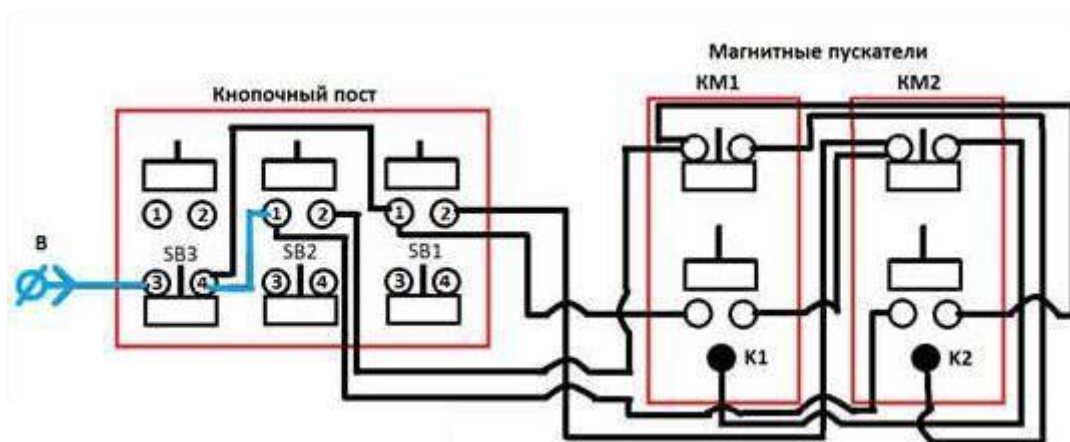 Магнитные пускатели
КМ1 КМ2
Кнопочный пост
1 2 1 2 1 2
В
SB3 SB2 SB1
3 4 3 4 3 4
К1 К2